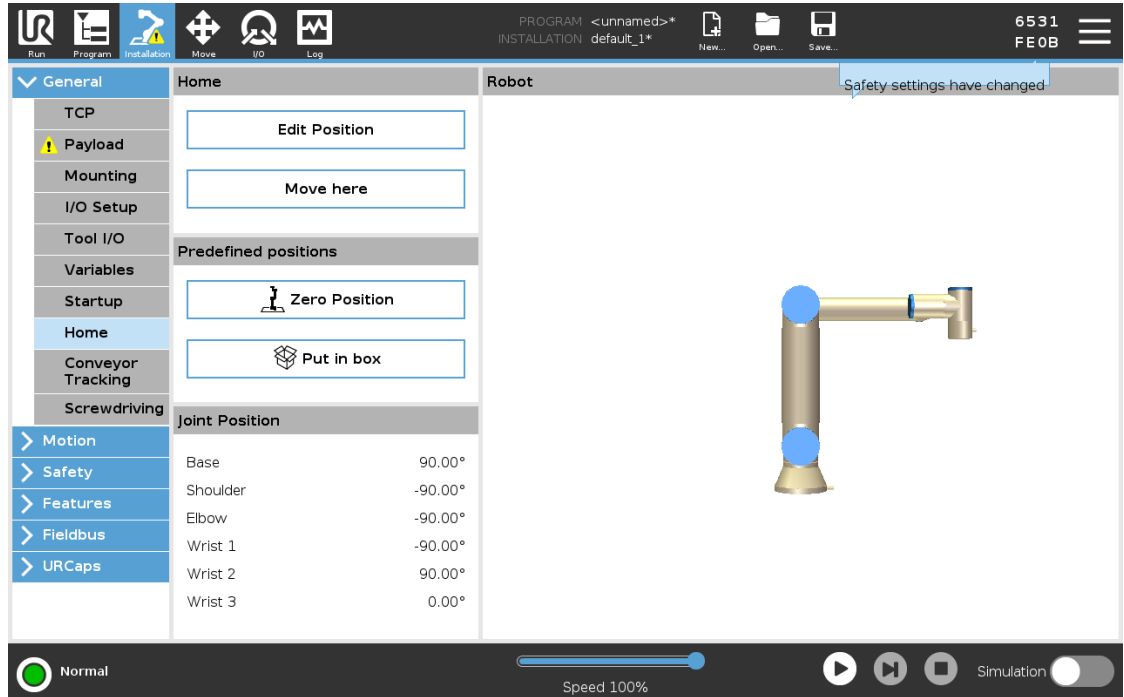 Run
Program
Installation
Move
I/O
Log
PROGRAM <unnamed>*
INSTALLATION default_1*
New...
Open...
Save...
6531
FE0B
General
TCP
Payload
Mounting
I/O Setup
Tool I/O
Variables
Startup
Home
Conveyor
Tracking
Screwdriving
Motion
Safety
Features
Fieldbus
URCaps
Home
Edit Position
Move here
Predefined positions
Zero Position
Put in box
Joint Position
Base 90.00°
Shoulder -90.00°
Elbow -90.00°
Wrist 1 -90.00°
Wrist 2 90.00°
Wrist 3 0.00°
Robot
Safety settings have changed
Normal
Speed 100%
Simulation